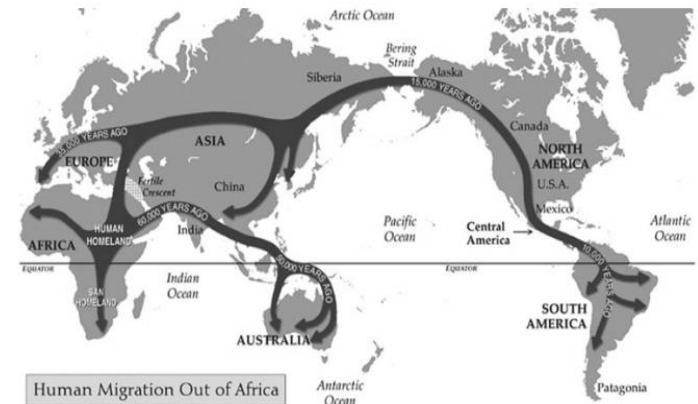 Arctic Ocean
Bering
Strait
Siberia
Alaska
15,000 YEARS AGO
Canada
NORTH
AMERICA
U.S.A.
Mexico
35,000 YEARS AGO
EUROPE
ASIA
Fertile
Crescent
China
60,000 YEARS AGO
India
HUMAN
HOMELAND
AFRICA
Pacific
Ocean
Central
America
Atlantic
Ocean
EQUATOR
EQUATOR
SAN
HOMELAND
Indian
Ocean
50,000 YEARS AGO
10,000 YEARS AGO
SOUTH
AMERICA
AUSTRALIA
Human Migration Out of Africa
Antarctic
Ocean
Patagonia